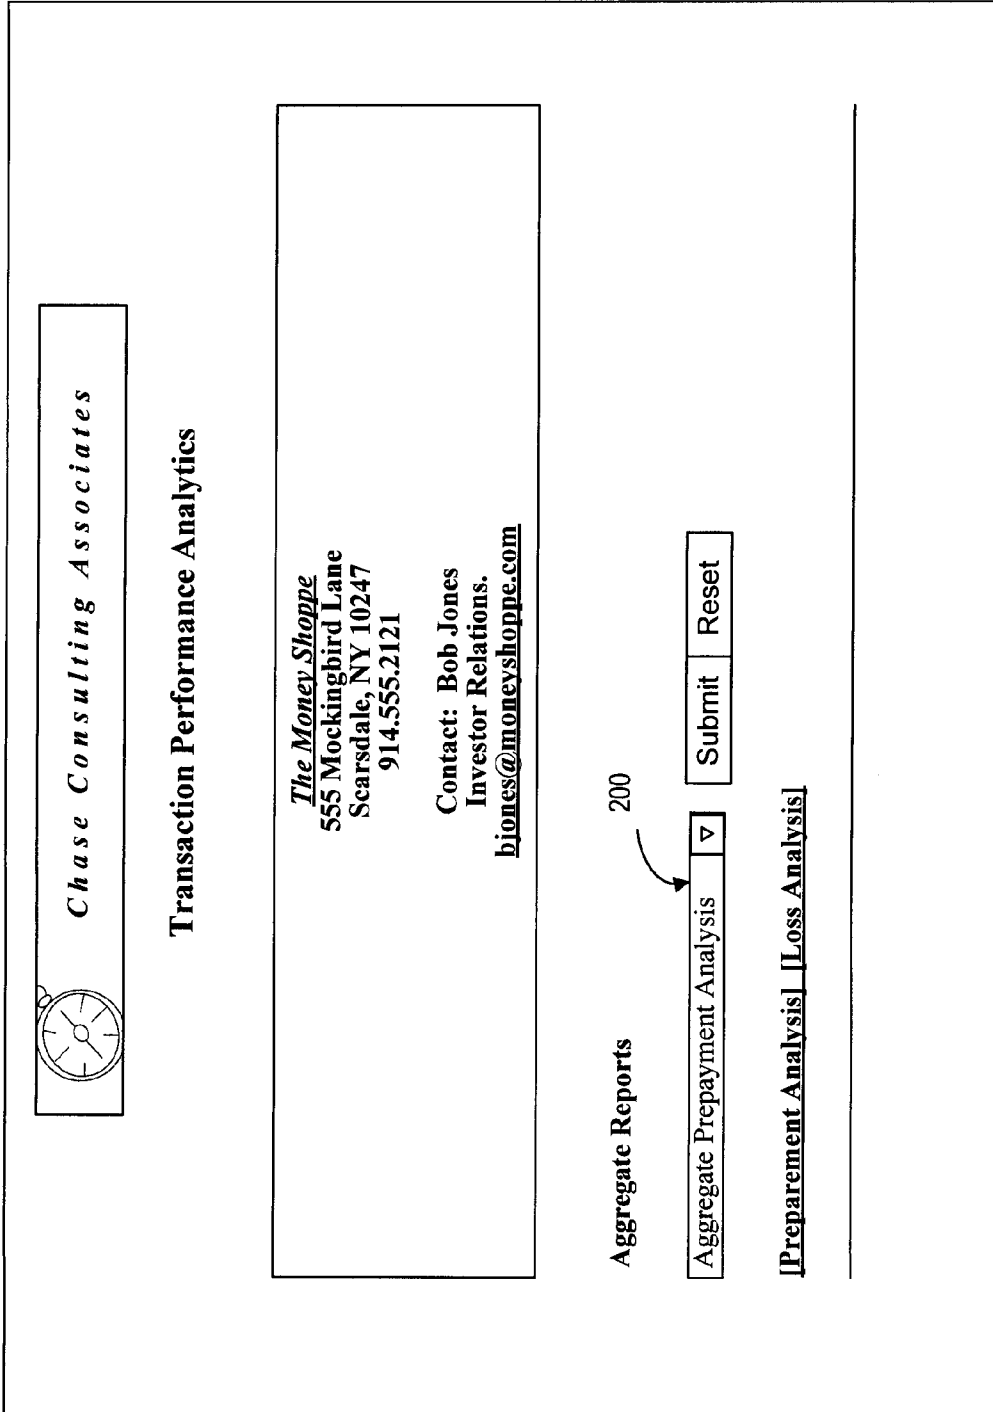 Chase Consulting Associates
Transaction Performance Analytics
The Money Shoppe
555 Mockingbird Lane
Scarsdale, NY 10247
914.555.2121
Contact: Bob Jones
Investor Relations.
bjones@moneyshoppe.com
Aggregate Reports
200
Aggregate Prepayment Analysis Submit Reset
[Preparement Analysis] [Loss Analysis]